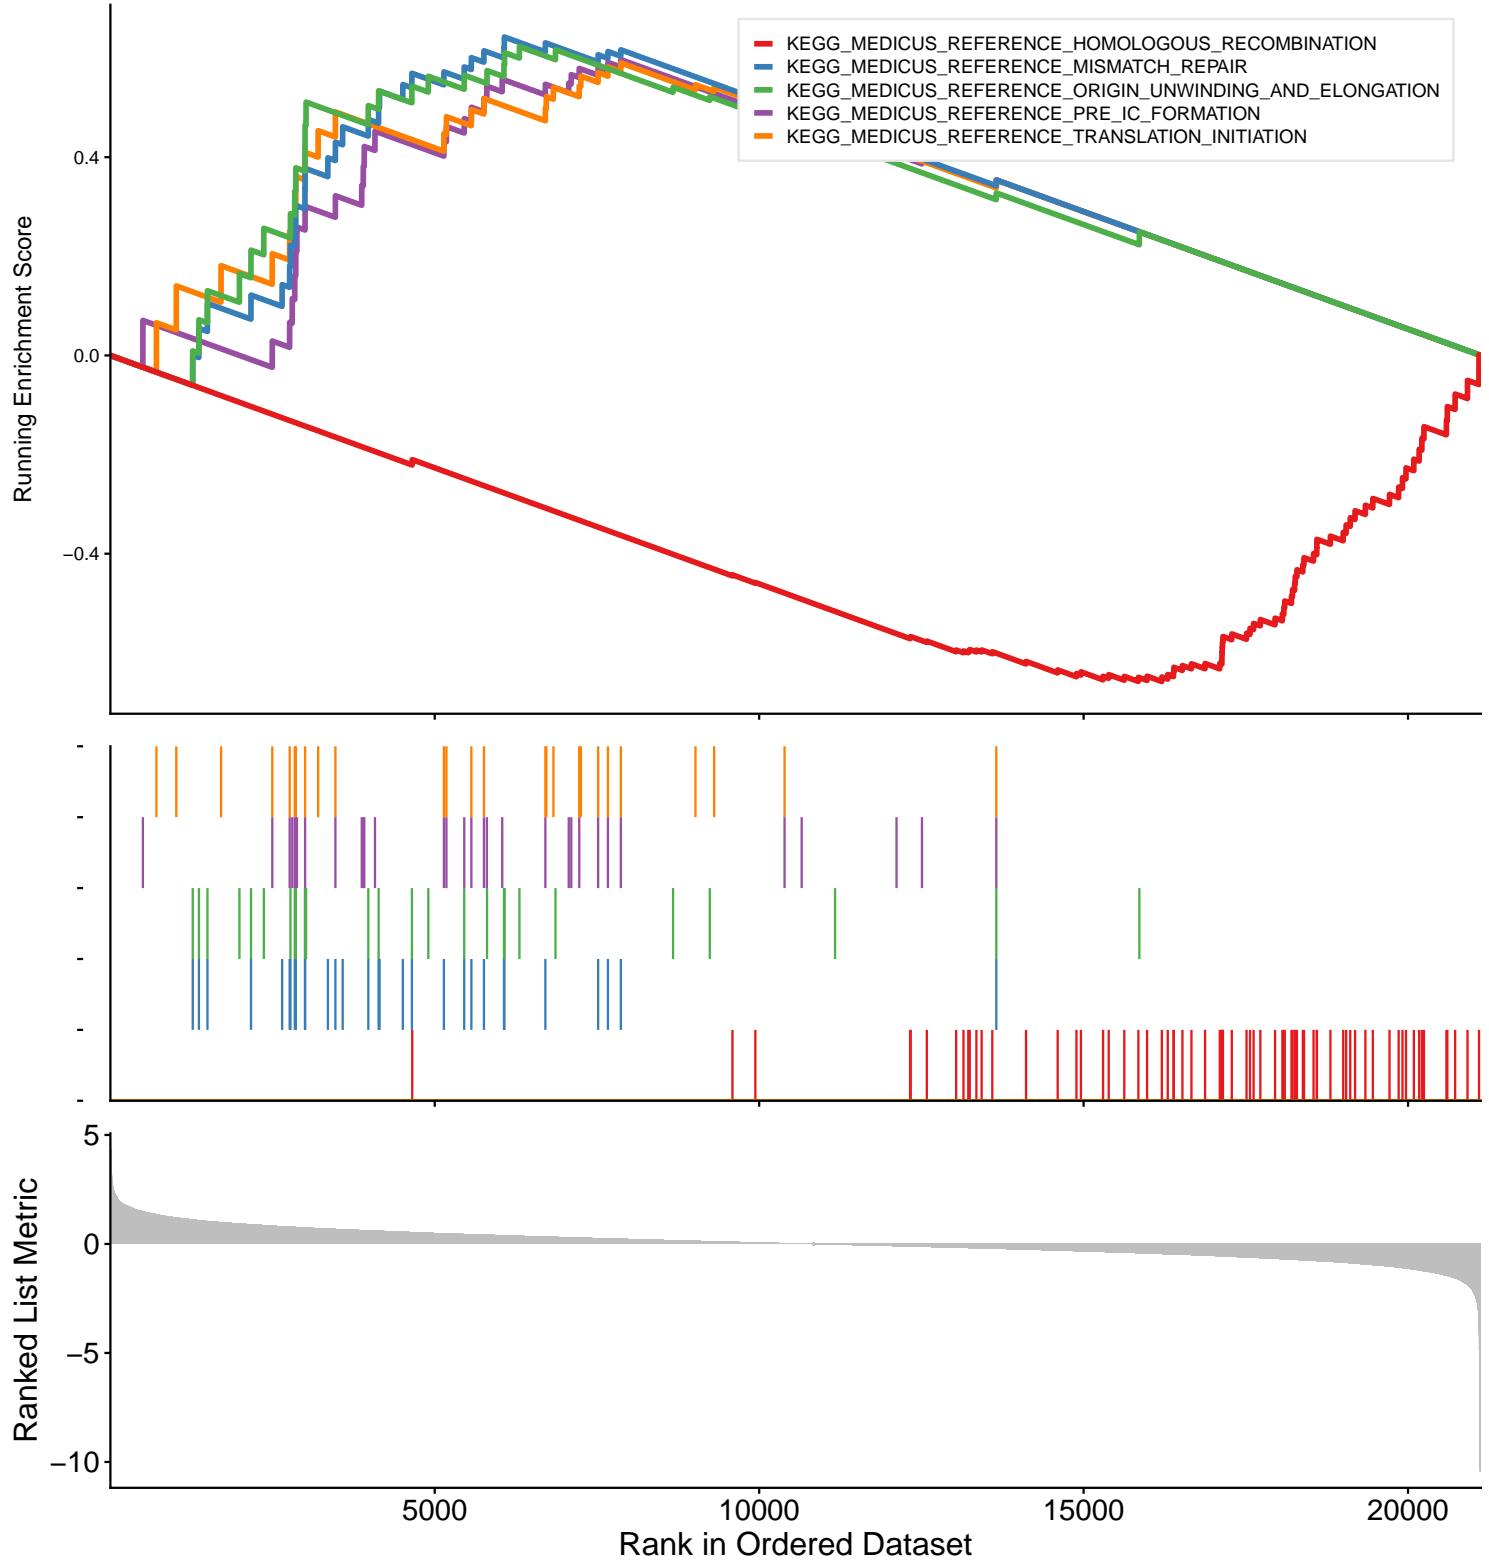 KEGG_MEDICUS_REFERENCE_HOMOLOGOUS_RECOMBINATION
KEGG_MEDICUS_REFERENCE_MISMATCH_REPAIR
KEGG_MEDICUS_REFERENCE_ORIGIN_UNWINDING_AND_ELONGATION
KEGG_MEDICUS_REFERENCE_PRE_IC_FORMATION
KEGG_MEDICUS_REFERENCE_TRANSLATION_INITIATION
Running Enrichment Score
0.4
0.0
−0.4
Ranked List Metric
5
0
−5
−10
5000 10000 15000 20000
Rank in Ordered Dataset